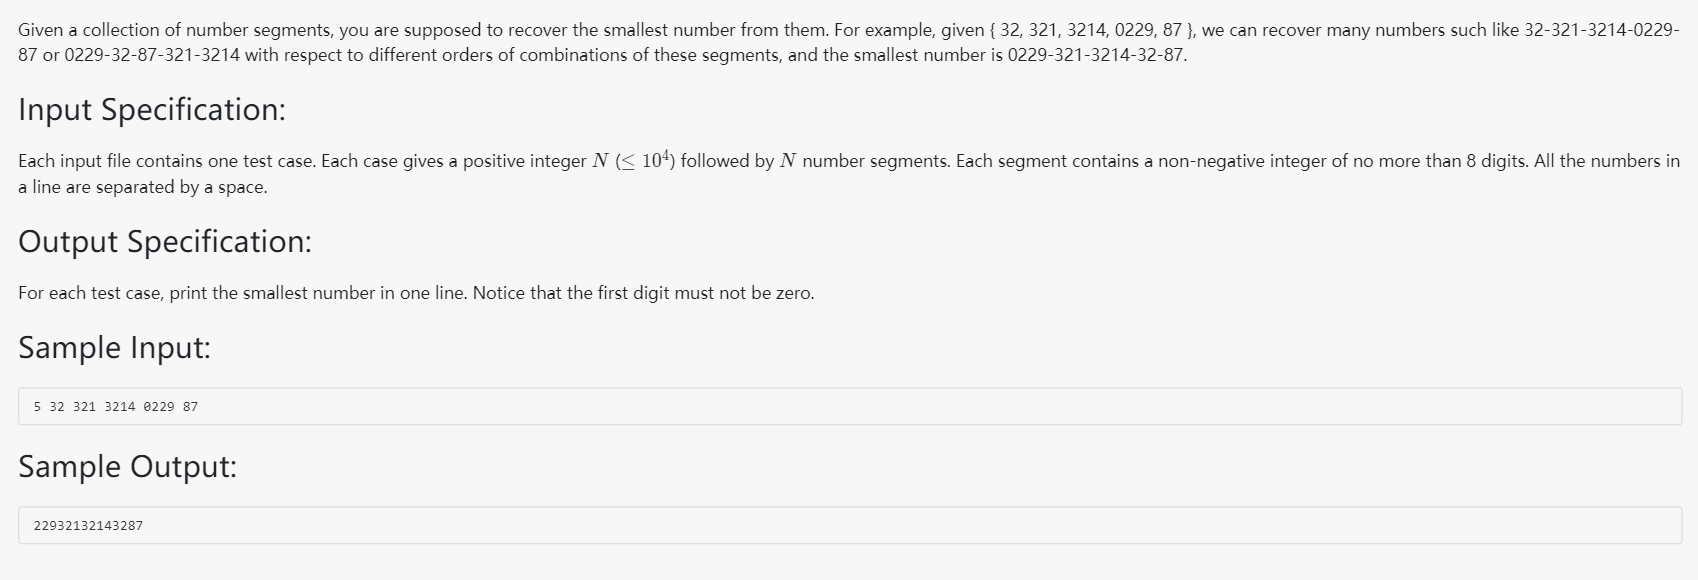 Given a collection of number segments, you are supposed to recover the smallest number from them. For example, given { 32, 321, 3214, 0229, 87 }, we can recover many numbers such like 32-321-3214-0229-
87 or 0229-32-87-321-3214 with respect to different orders of combinations of these segments, and the smallest number is 0229-321-3214-32-87.
Input Specification:
Each input file contains one test case. Each case gives a positive integer N (≤ 10⁴) followed by N number segments. Each segment contains a non-negative integer of no more than 8 digits. All the numbers in
a line are separated by a space.
Output Specification:
For each test case, print the smallest number in one line. Notice that the first digit must not be zero.
Sample Input:
5 32 321 3214 0229 87
Sample Output:
22932132143287